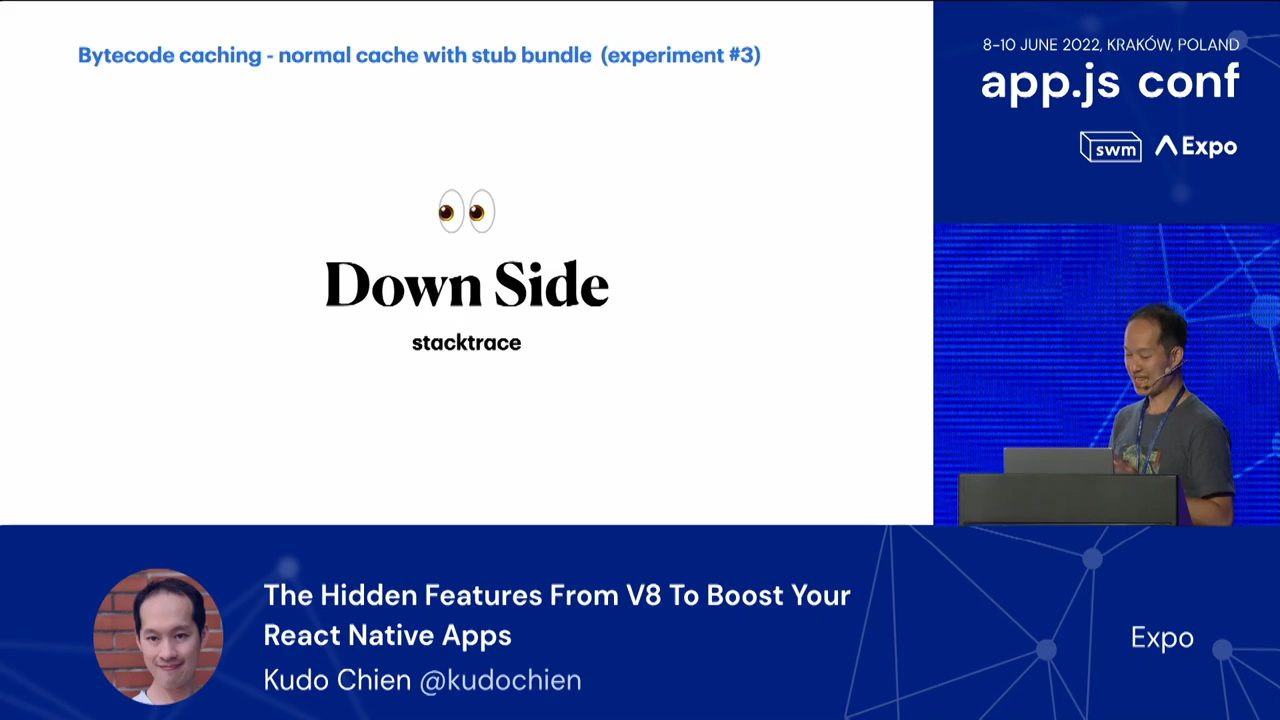 Bytecode caching - normal cache with stub bundle (experiment #3)
Down Side
stacktrace
8-10 JUNE 2022, KRAKÓW, POLAND
app.js conf
swm Expo
The Hidden Features From V8 To Boost Your
React Native Apps
Kudo Chien @kudochien
Expo